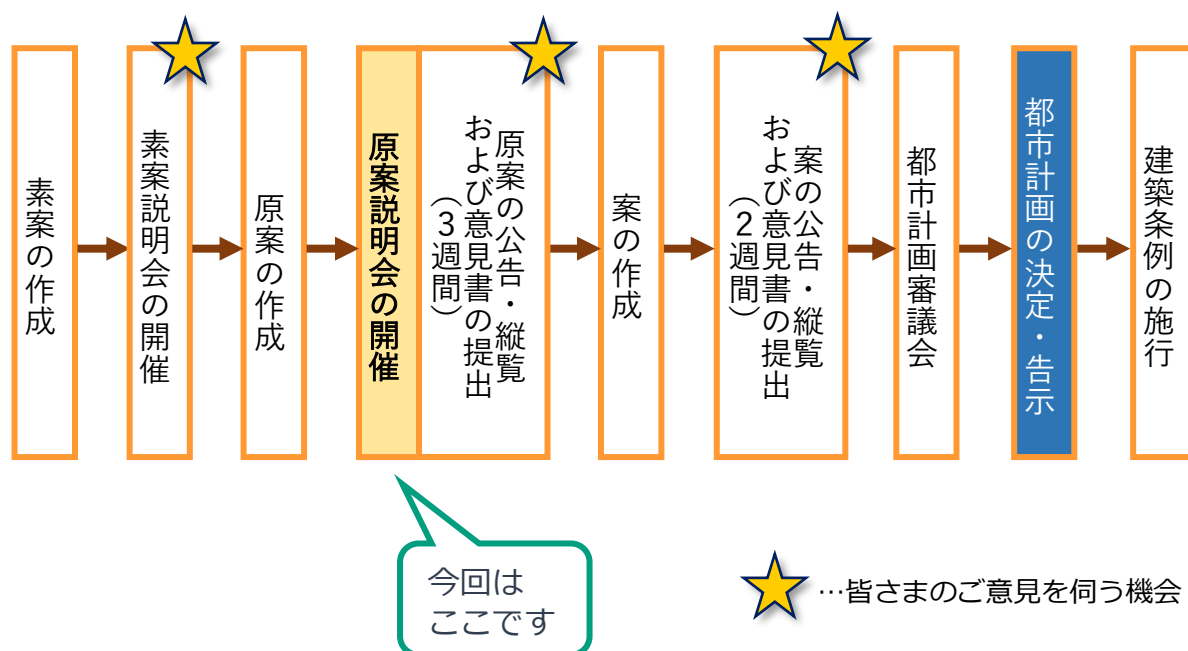 素案の作成
素案説明会の開催
原案の作成
原案説明会の開催
原案の公告・縦覧
および意見書の提出
（３週間）
案の作成
案の公告・縦覧
および意見書の提出
（２週間）
都市計画審議会
都市計画の決定・告示
建築条例の施行
今回は
ここです
…皆さまのご意見を伺う機会